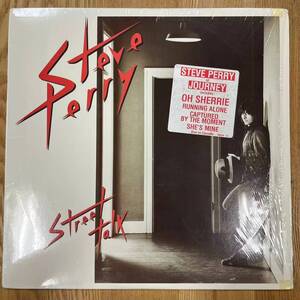 Steve
Perry
STEVE PERRY
JOURNEY
OH SHERRIE
RUNNING ALONE
CAPTURED
BY THE MOMENT
SHE'S MINE
Street
Talk